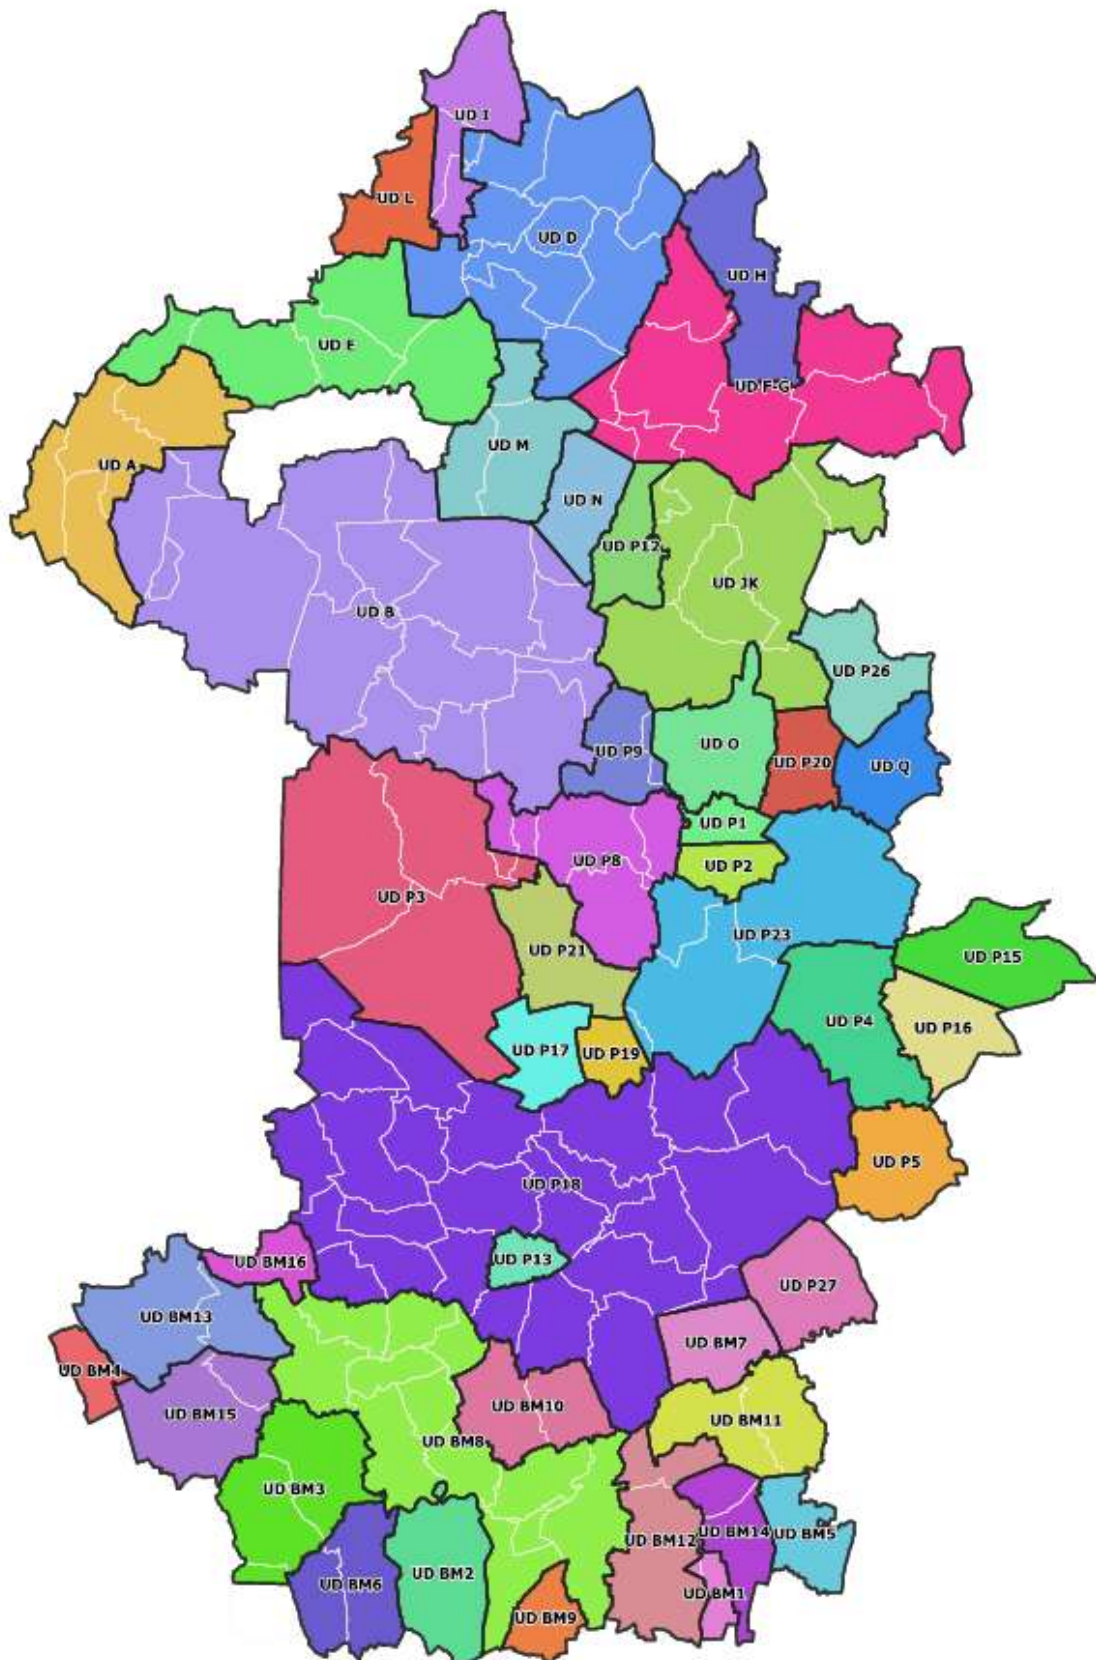 UD I
UD L
UD D
UD H
UD E
UD F-G
UD M
UD A
UD N
UD P12
UD JK
UD B
UD P26
UD P9
UD O
UD P20
UD Q
UD P1
UD P8
UD P2
UD P3
UD P23
UD P21
UD P15
UD P4
UD P16
UD P17
UD P19
UD P5
UD P18
UD P13
UD BM16
UD P27
UD BM13
UD BM7
UD BM4
UD BM10
UD BM15
UD BM11
UD BM8
UD BM3
UD BM14
UD BM5
UD BM12
UD BM2
UD BM6
UD BM1
UD BM9